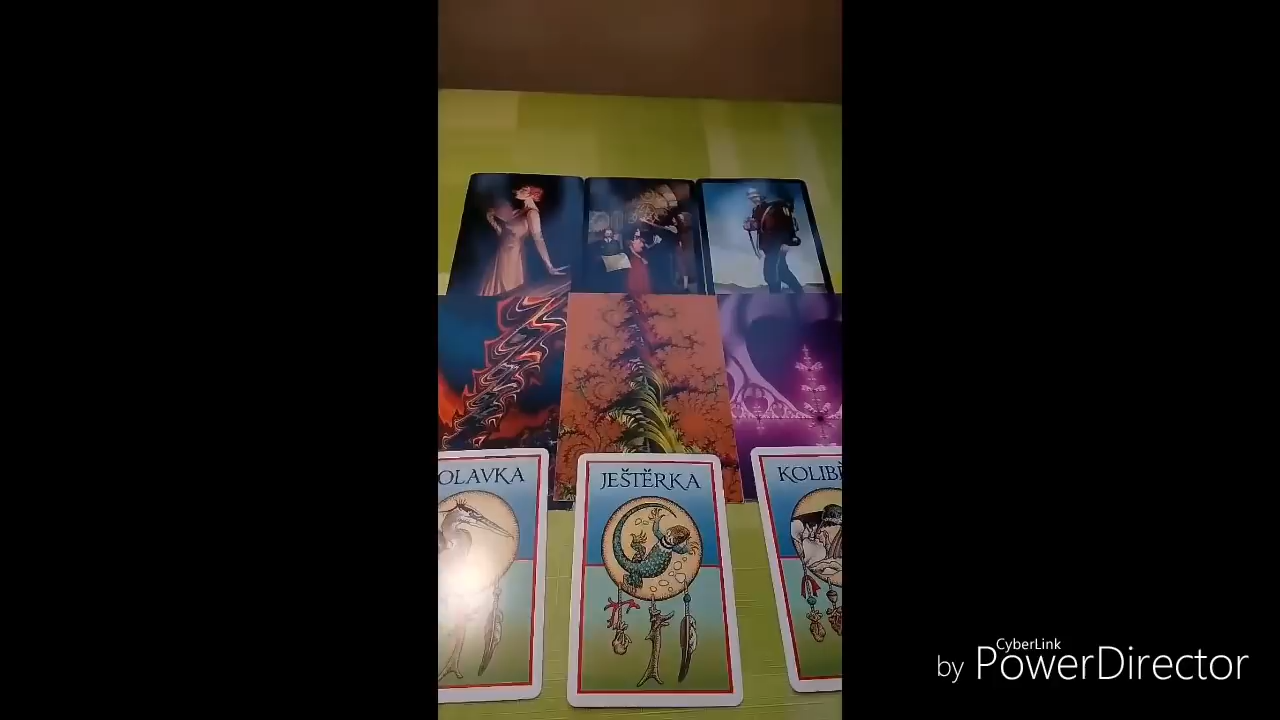 OLAVKA
JEŠTĚRKA
KOLIB
CyberLink
by PowerDirector